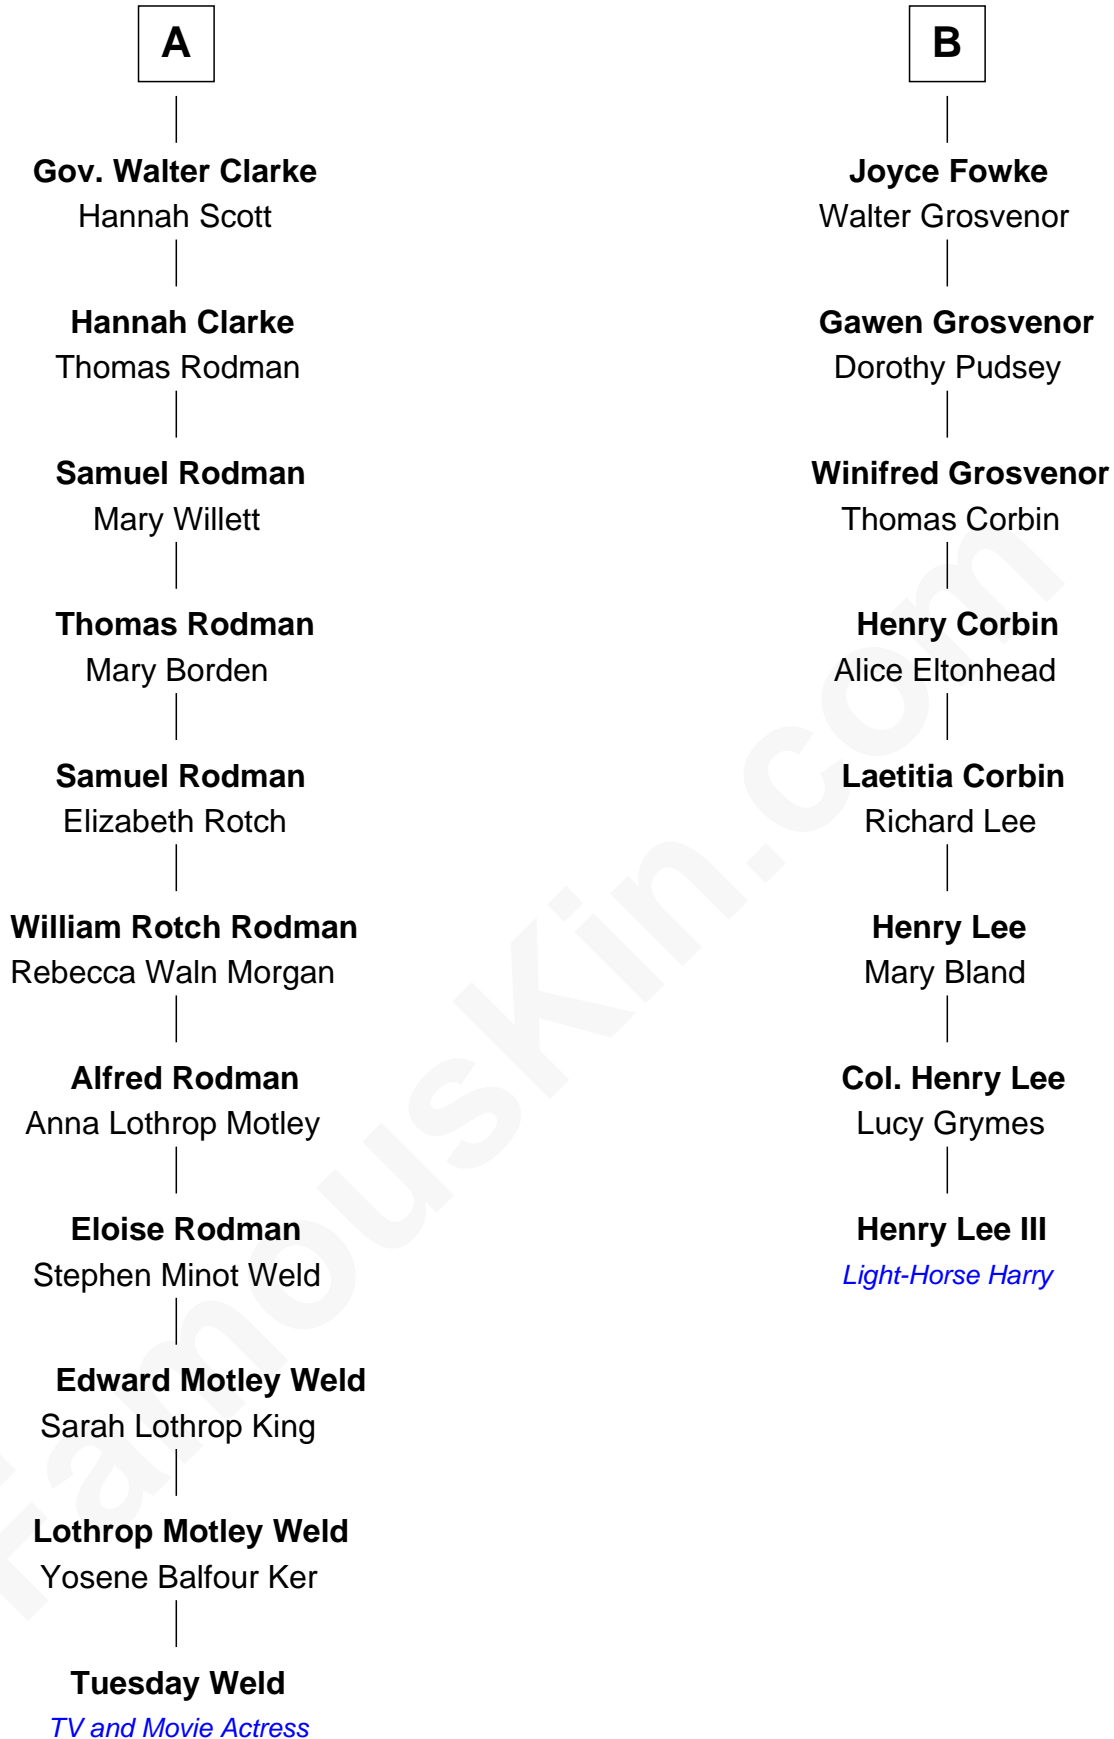 A
Gov. Walter Clarke
Hannah Scott
Hannah Clarke
Thomas Rodman
Samuel Rodman
Mary Willett
Thomas Rodman
Mary Borden
Samuel Rodman
Elizabeth Rotch
William Rotch Rodman
Rebecca Waln Morgan
Alfred Rodman
Anna Lothrop Motley
Eloise Rodman
Stephen Minot Weld
Edward Motley Weld
Sarah Lothrop King
Lothrop Motley Weld
Yosene Balfour Ker
Tuesday Weld
TV and Movie Actress
B
Joyce Fowke
Walter Grosvenor
Gawen Grosvenor
Dorothy Pudsey
Winifred Grosvenor
Thomas Corbin
Henry Corbin
Alice Eltonhead
Laetitia Corbin
Richard Lee
Henry Lee
Mary Bland
Col. Henry Lee
Lucy Grymes
Henry Lee III
Light-Horse Harry
FamousKin.com